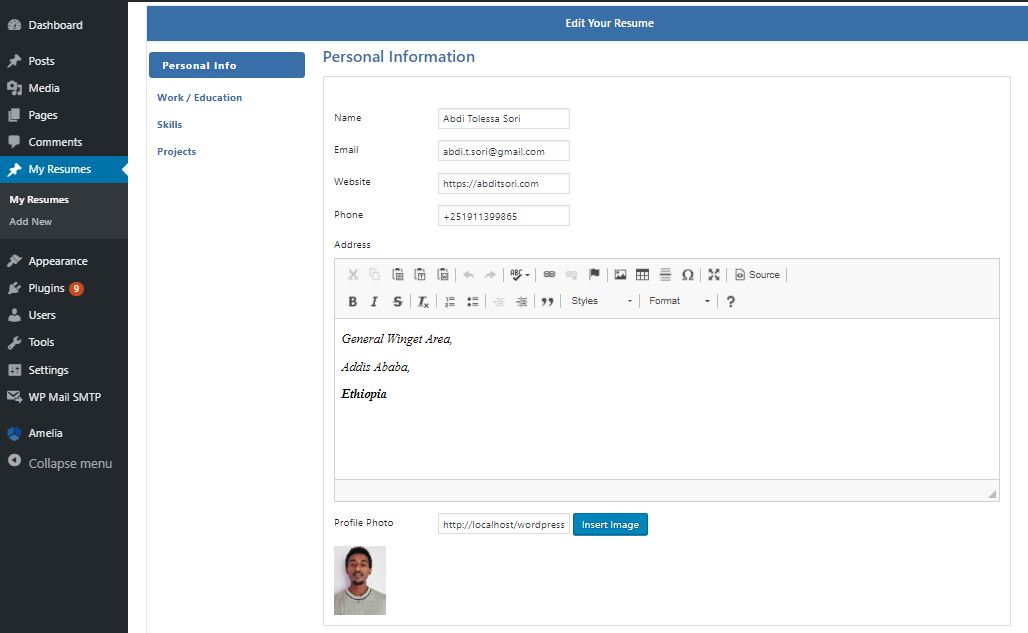 Dashboard
Posts
Media
Pages
Comments
My Resumes
My Resumes
Add New
Appearance
Plugins 9
Users
Tools
Settings
WP Mail SMTP
Amelia
Collapse menu
Edit Your Resume
Personal Info
Work / Education
Skills
Projects
Personal Information
Name Abdi Tolessa Sori
Email abdi.t.sori@gmail.com
Website https://abditsori.com
Phone +251911399865
Address
ABC Ω Source
B I S Tx Styles Format ?
General Winget Area,
Addis Ababa,
Ethiopia
Profile Photo http://localhost/wordpress Insert Image